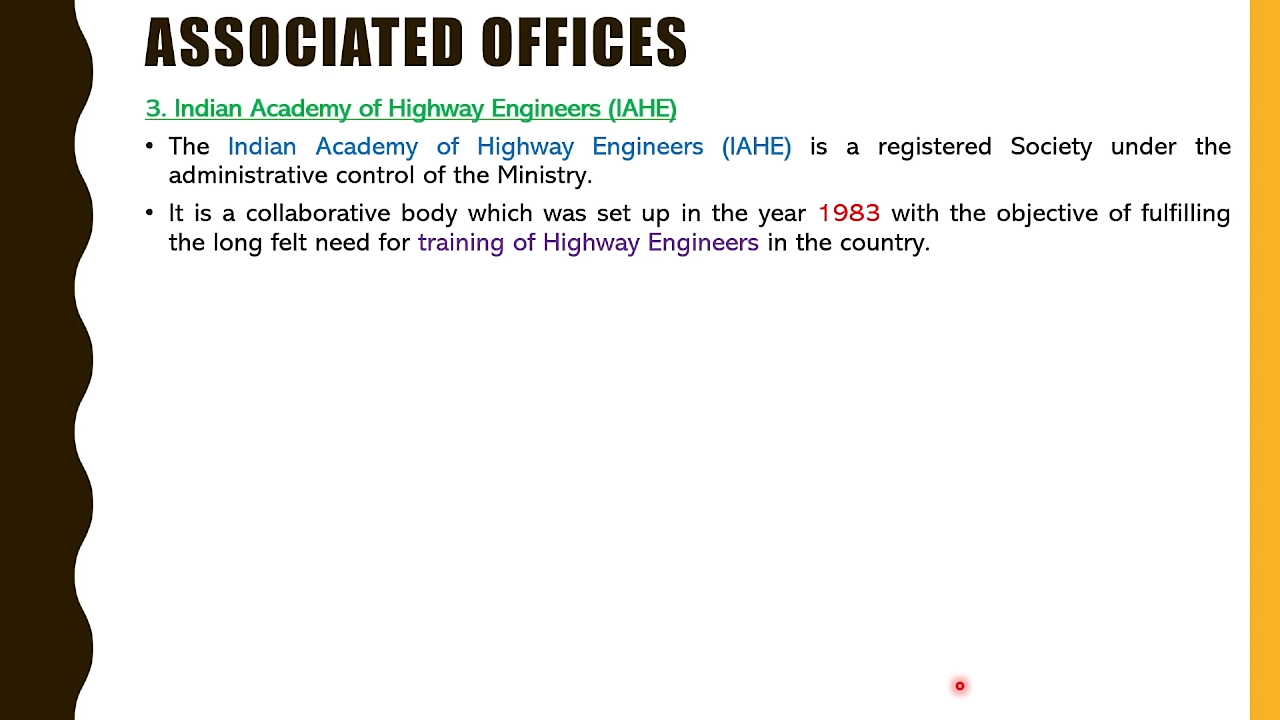 ASSOCIATED OFFICES
3. Indian Academy of Highway Engineers (IAHE)
• The Indian Academy of Highway Engineers (IAHE) is a registered Society under the
administrative control of the Ministry.
• It is a collaborative body which was set up in the year 1983 with the objective of fulfilling
the long felt need for training of Highway Engineers in the country.